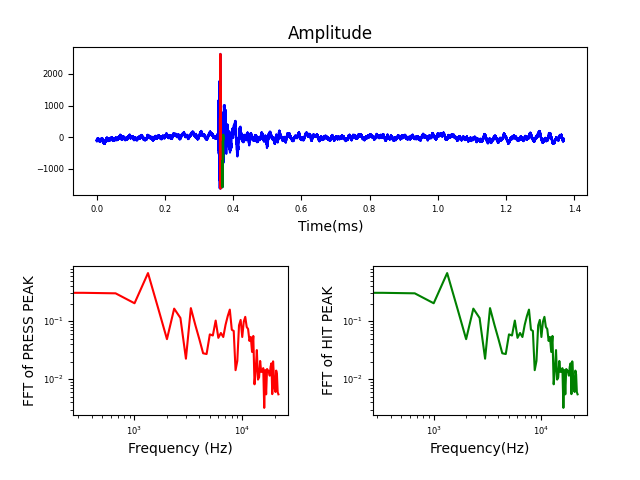 Amplitude
2000
1000
0
−1000
0.0 0.2 0.4 0.6 0.8 1.0 1.2 1.4
Time(ms)
FFT of PRESS PEAK
10⁻¹
10⁻²
10³ 10⁴
Frequency (Hz)
FFT of HIT PEAK
10⁻¹
10⁻²
10³ 10⁴
Frequency(Hz)